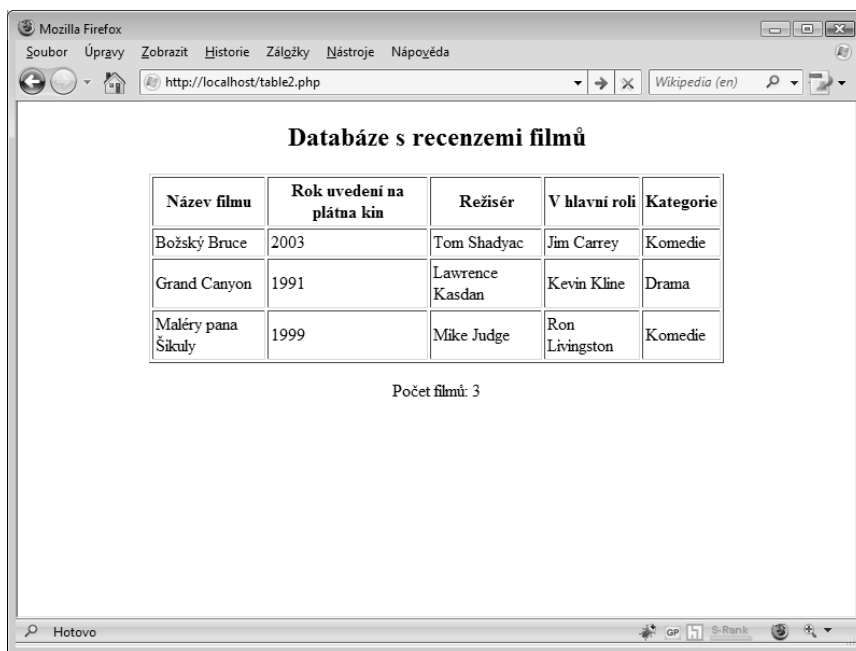 Mozilla Firefox
Soubor Úpravy Zobrazit Historie Záložky Nástroje Nápověda
http://localhost/table2.php Wikipedia (en)
Databáze s recenzemi filmů
Název filmu Rok uvedení na plátna kin Režisér V hlavní roli Kategorie
Božský Bruce 2003 Tom Shadyac Jim Carrey Komedie
Grand Canyon 1991 Lawrence Kasdan Kevin Kline Drama
Maléry pana Šikuly 1999 Mike Judge Ron Livingston Komedie
Počet filmů: 3
Hotovo GP S-Rank